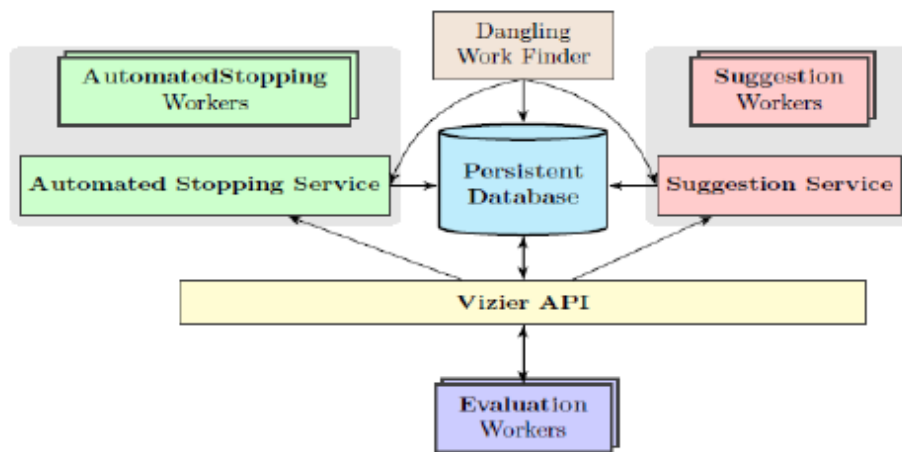 Dangling
Work Finder
AutomatedStopping
Workers
Suggestion
Workers
Automated Stopping Service
Persistent
Database
Suggestion Service
Vizier API
Evaluation
Workers